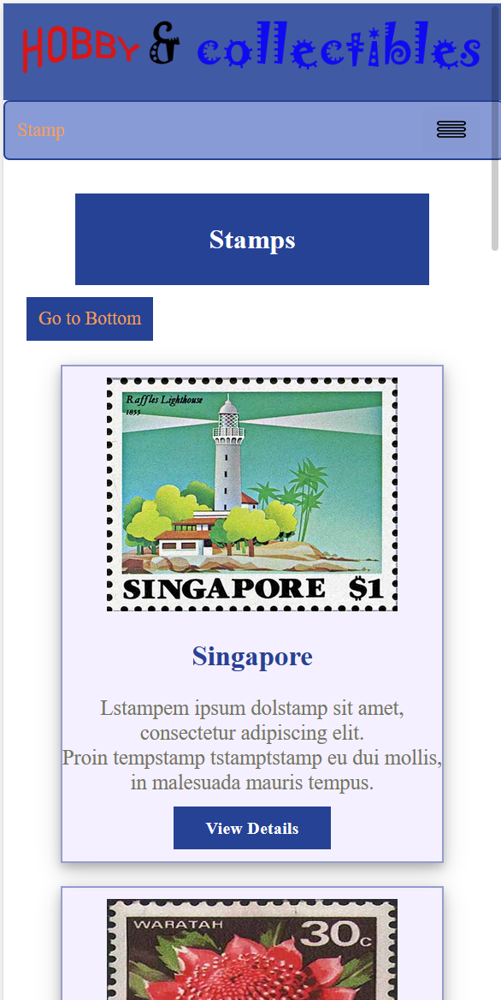 HOBBY & collectibles
Stamp
Stamps
Go to Bottom
Raffles Lighthouse
1855
SINGAPORE $1
Singapore
Lstampem ipsum dolstamp sit amet,
consectetur adipiscing elit.
Proin tempstamp tstamptstamp eu dui mollis,
in malesuada mauris tempus.
View Details
WARATAH 30c